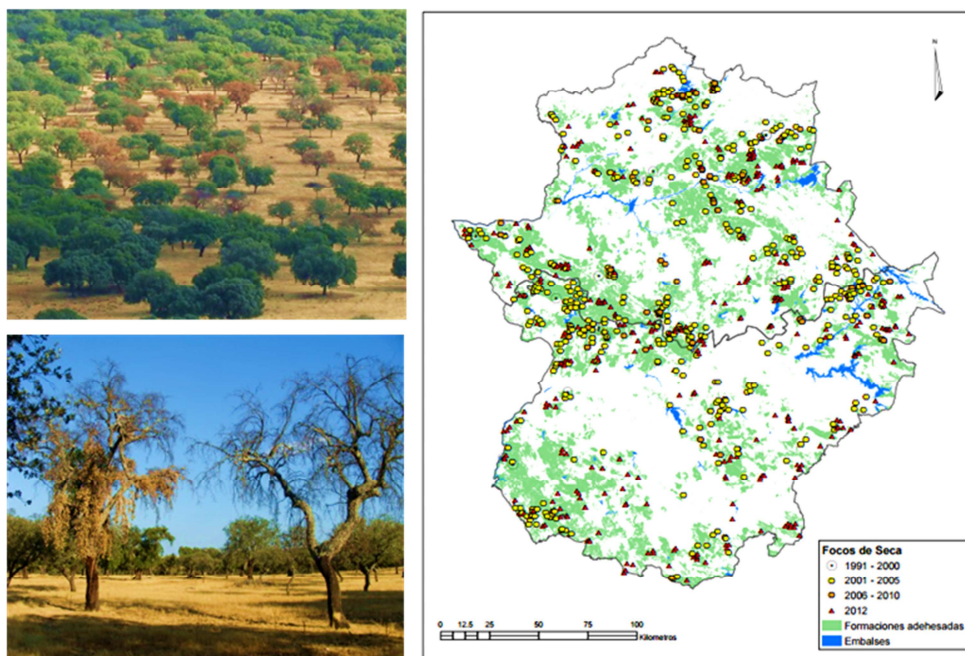 N
Focos de Seca
1991 - 2000
2001 - 2005
2006 - 2010
2012
Formaciones adehesadas
Embalses
0 12.5 25 50 75 100
Kilometros